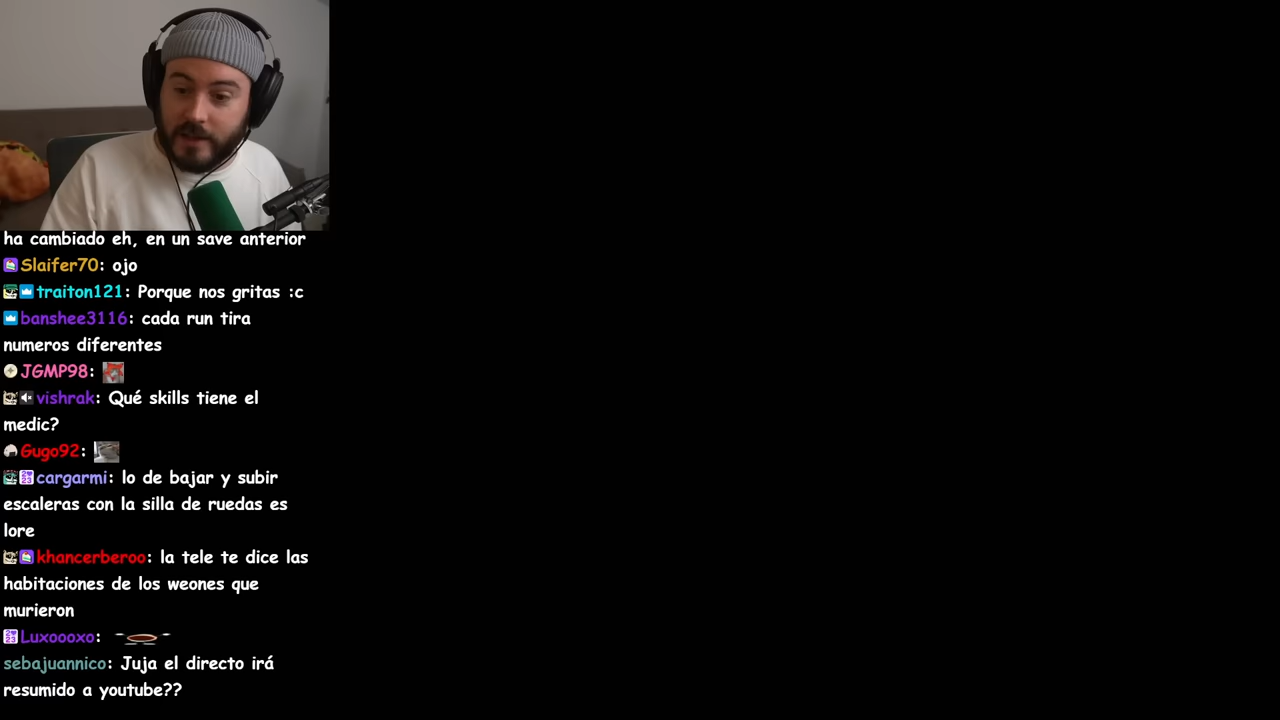 ha cambiado eh, en un save anterior
Slaifer70: ojo
traiton121: Porque nos gritas :c
banshee3116: cada run tira
numeros diferentes
JGMP98:
vishrak: Qué skills tiene el
medic?
Gugo92:
cargarmi: lo de bajar y subir
escaleras con la silla de ruedas es
lore
khancerberoo: la tele te dice las
habitaciones de los weones que
murieron
Luxoooxo:
sebajuannico: Juja el directo irá
resumido a youtube??